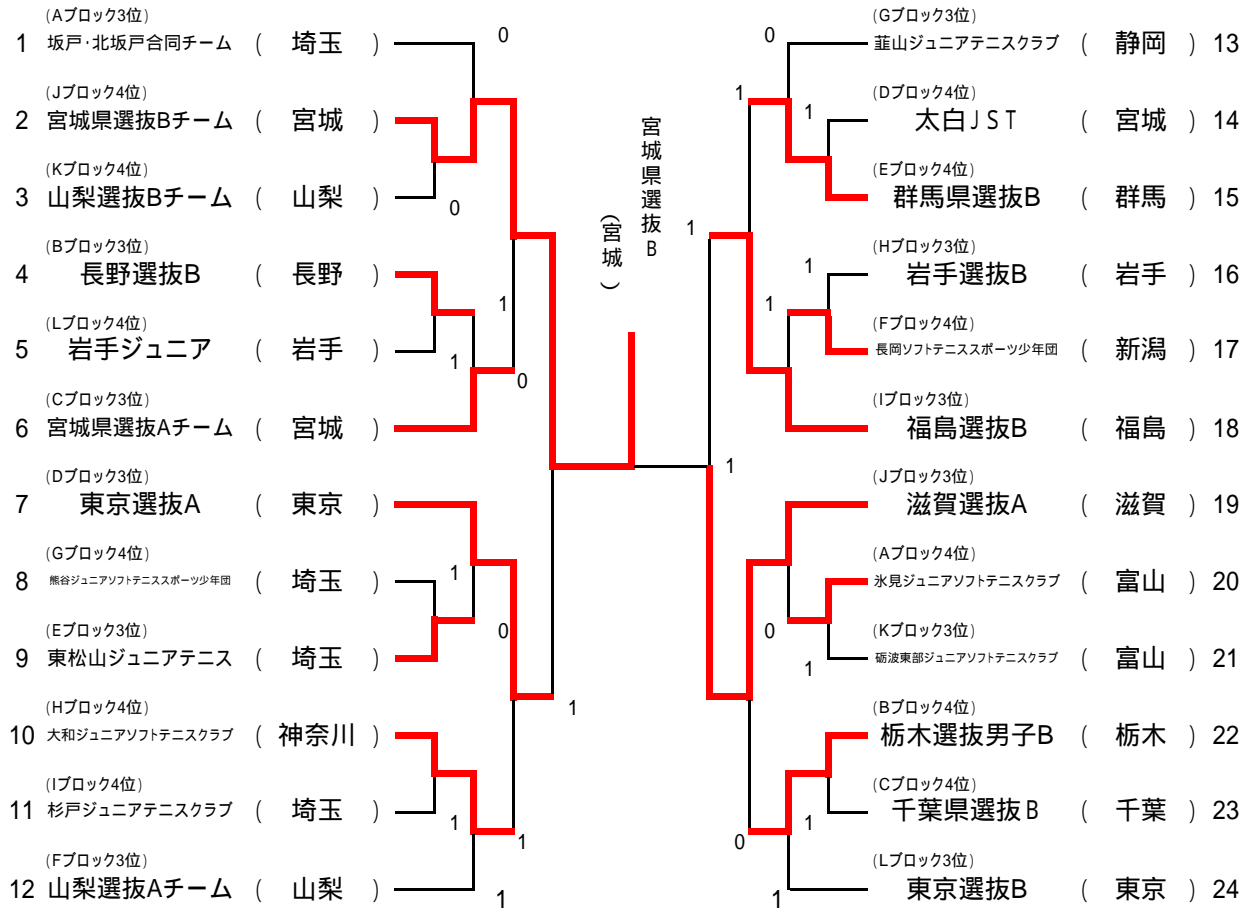 (Aブロック3位)
1 坂戸·北坂戸合同チーム ( 埼玉 )
(Jブロック4位)
2 宮城県選抜Bチーム ( 宮城 )
(Kブロック4位)
3 山梨選抜Bチーム ( 山梨 )
(Bブロック3位)
4 長野選抜B ( 長野 )
(Lブロック4位)
5 岩手ジュニア ( 岩手 )
(Cブロック3位)
6 宮城県選抜Aチーム ( 宮城 )
(Dブロック3位)
7 東京選抜A ( 東京 )
(Gブロック4位)
8 熊谷ジュニアソフトテニススポーツ少年団 ( 埼玉 )
(Eブロック3位)
9 東松山ジュニアテニス ( 埼玉 )
(Hブロック4位)
10 大和ジュニアソフトテニスクラブ ( 神奈川 )
(Iブロック4位)
11 杉戸ジュニアテニスクラブ ( 埼玉 )
(Fブロック3位)
12 山梨選抜Aチーム ( 山梨 )
0
0
1
1
0
1
0
1
1
1
1
宮城県選抜B
(宮城)
0
1
1
1
1
1
1
0
1
1
0
1
(Gブロック3位)
韮山ジュニアテニスクラブ ( 静岡 ) 13
(Dブロック4位)
太白JST ( 宮城 ) 14
(Eブロック4位)
群馬県選抜B ( 群馬 ) 15
(Hブロック3位)
岩手選抜B ( 岩手 ) 16
(Fブロック4位)
長岡ソフトテニススポーツ少年団 ( 新潟 ) 17
(Iブロック3位)
福島選抜B ( 福島 ) 18
(Jブロック3位)
滋賀選抜A ( 滋賀 ) 19
(Aブロック4位)
氷見ジュニアソフトテニスクラブ ( 富山 ) 20
(Kブロック3位)
砺波東部ジュニアソフトテニスクラブ ( 富山 ) 21
(Bブロック4位)
栃木選抜男子B ( 栃木 ) 22
(Cブロック4位)
千葉県選抜B ( 千葉 ) 23
(Lブロック3位)
東京選抜B ( 東京 ) 24